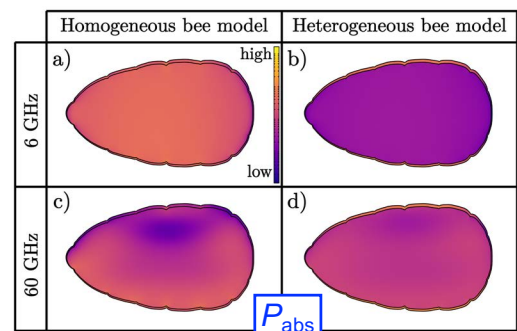 Homogeneous bee model
Heterogeneous bee model
6 GHz
a)
high
low
b)
60 GHz
c)
d)
Pabs